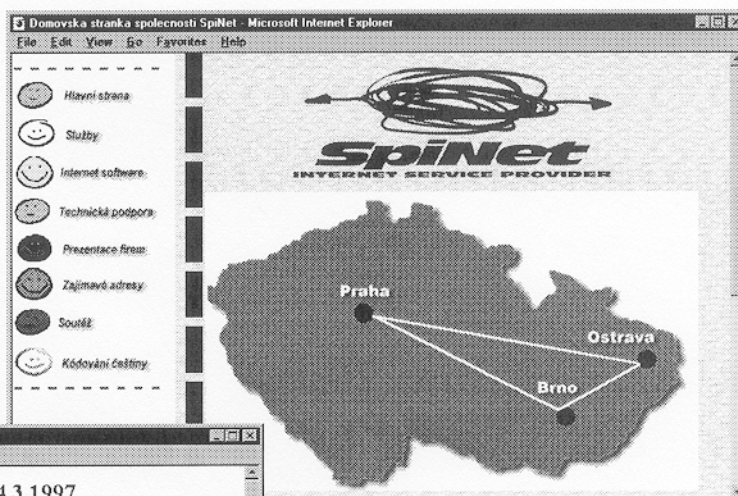 Domovska stranka spolecnosti SpiNet - Microsoft Internet Explorer
File Edit View Go Favorites Help
Hlavní strana
Služby
Internet software
Technická podpora
Prezentace firem
Zajímavé adresy
Soutěž
Kódování češtiny
SpiNet
INTERNET SERVICE PROVIDER
Praha
Ostrava
Brno
3.1997